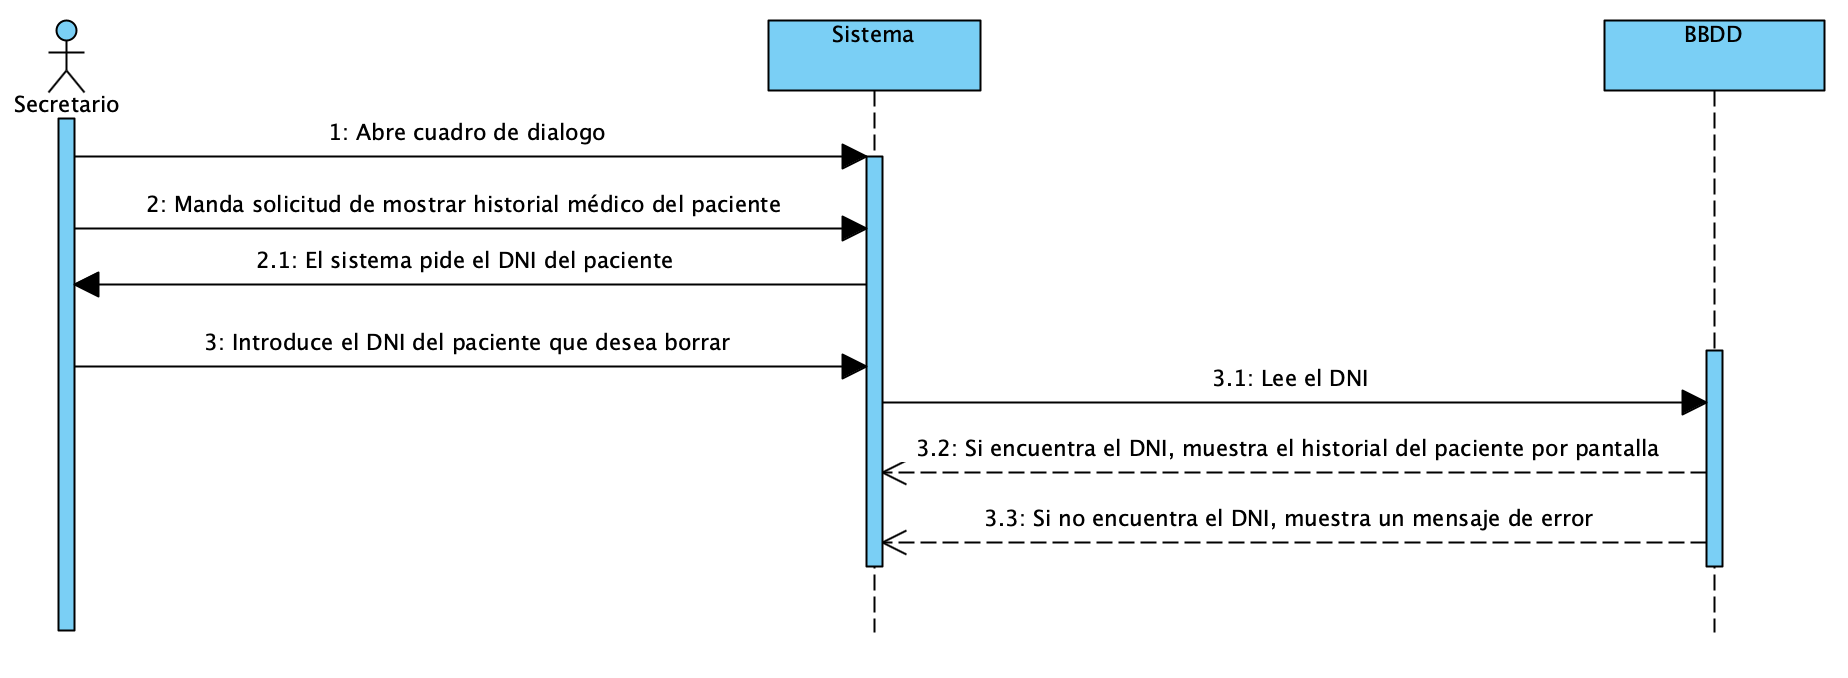 Secretario
Sistema
BBDD
1: Abre cuadro de dialogo
2: Manda solicitud de mostrar historial médico del paciente
2.1: El sistema pide el DNI del paciente
3: Introduce el DNI del paciente que desea borrar
3.1: Lee el DNI
3.2: Si encuentra el DNI, muestra el historial del paciente por pantalla
3.3: Si no encuentra el DNI, muestra un mensaje de error